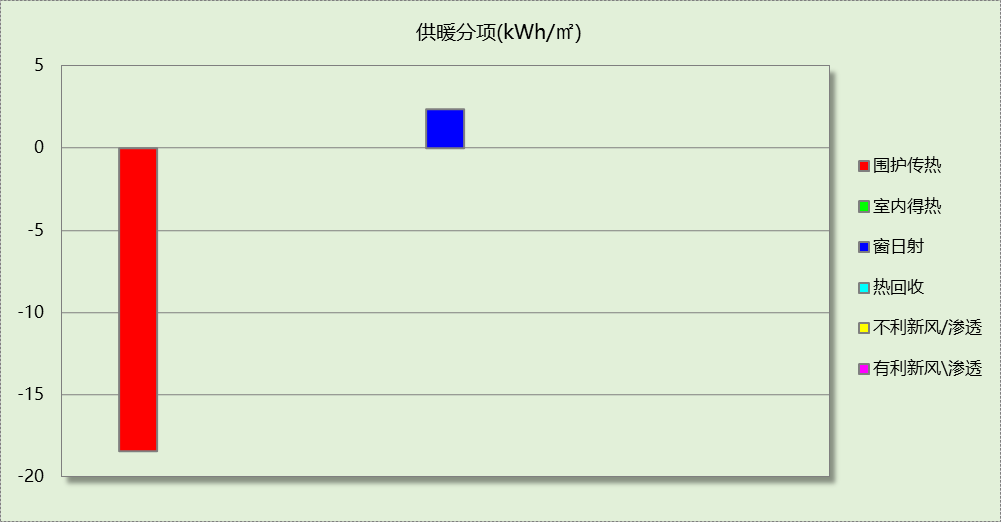 供暖分项(kWh/㎡)
5
0
-5
-10
-15
-20
围护传热
室内得热
窗日射
热回收
不利新风/渗透
有利新风\渗透